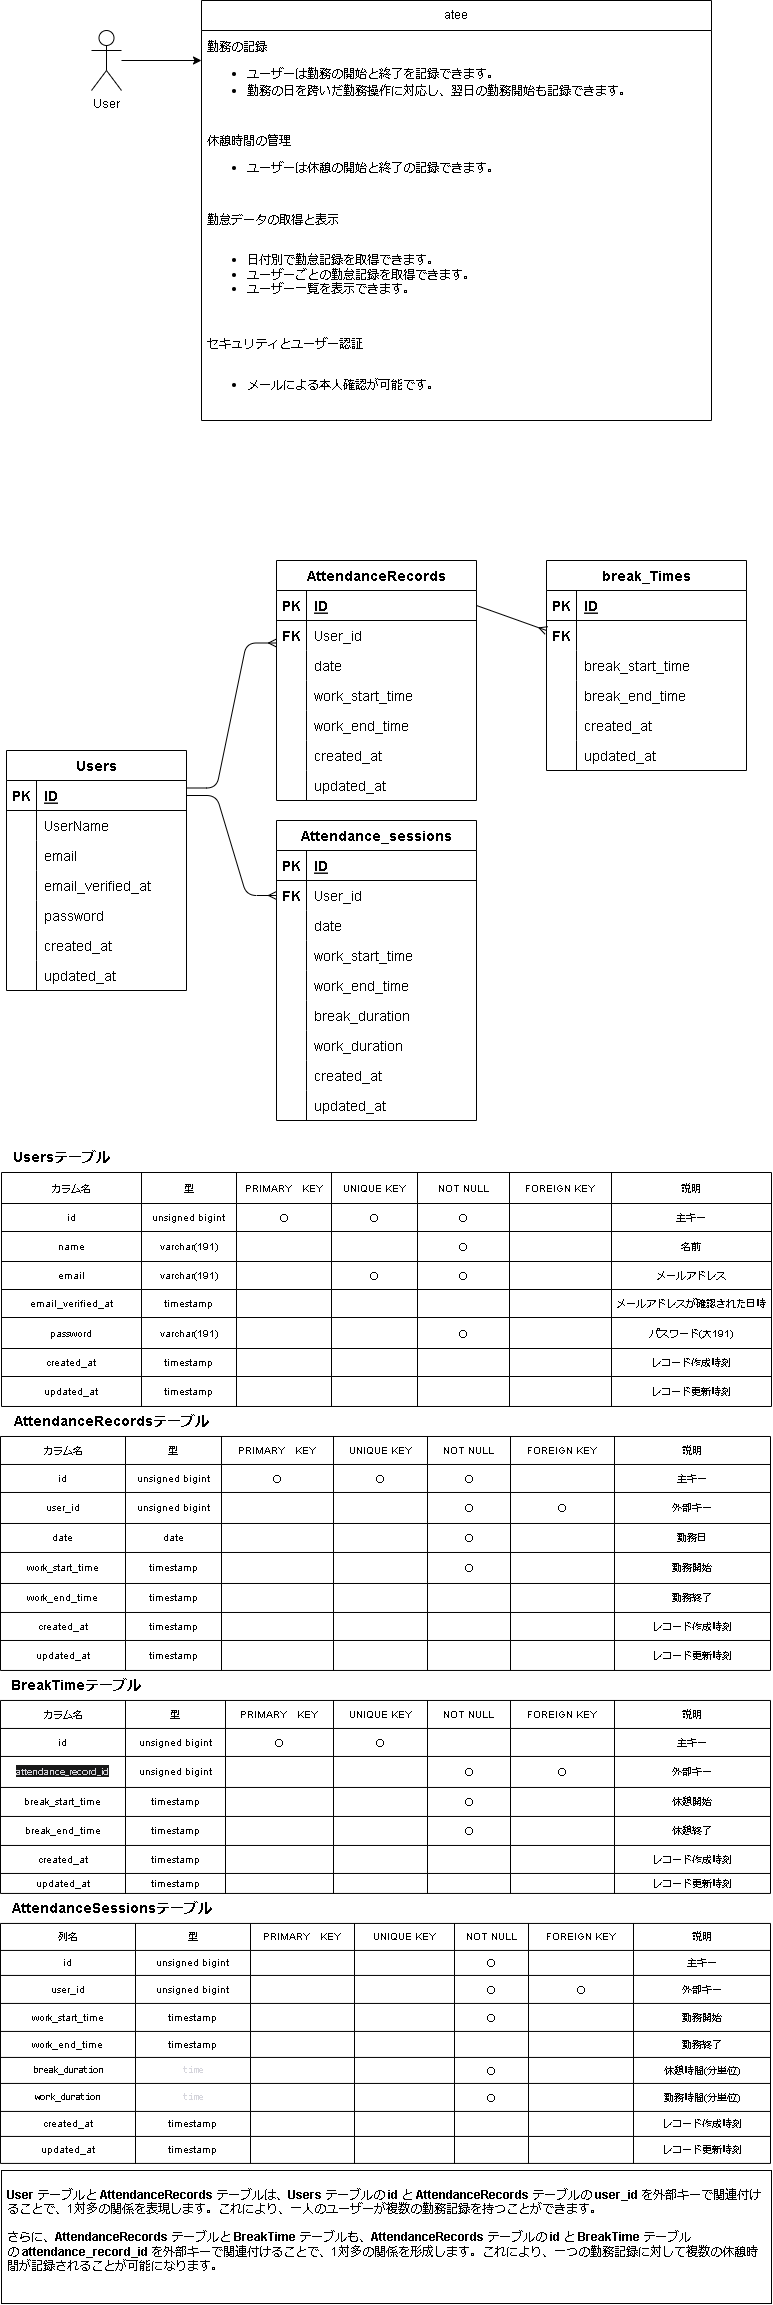 atee
User
勤務の記録
ユーザーは勤務の開始と終了を記録できます。
勤務の日を跨いだ勤務操作に対応し、翌日の勤務開始も記録できます。
休憩時間の管理
ユーザーは休憩の開始と終了の記録できます。
勤怠データの取得と表示
日付別で勤怠記録を取得できます。
ユーザーごとの勤怠記録を取得できます。
ユーザー一覧を表示できます。
セキュリティとユーザー認証
メールによる本人確認が可能です。
AttendanceRecords
PK ID
FK User_id
date
work_start_time
work_end_time
created_at
updated_at
break_Times
PK ID
FK
break_start_time
break_end_time
created_at
updated_at
Users
PK ID
UserName
email
email_verified_at
password
created_at
updated_at
Attendance_sessions
PK ID
FK User_id
date
work_start_time
work_end_time
break_duration
work_duration
created_at
updated_at
Usersテーブル
カラム名 型 PRIMARY KEY UNIQUE KEY NOT NULL FOREIGN KEY 説明
id unsigned bigint ○ ○ ○ 主キー
name varchar(191) ○ 名前
email varchar(191) ○ ○ メールアドレス
email_verified_at timestamp メールアドレスが確認された日時
password varchar(191) ○ パスワード(大191)
created_at timestamp レコード作成時刻
updated_at timestamp レコード更新時刻
AttendanceRecordsテーブル
カラム名 型 PRIMARY KEY UNIQUE KEY NOT NULL FOREIGN KEY 説明
id unsigned bigint ○ ○ ○ 主キー
user_id unsigned bigint ○ ○ 外部キー
date date ○ 勤務日
work_start_time timestamp ○ 勤務開始
work_end_time timestamp 勤務終了
created_at timestamp レコード作成時刻
updated_at timestamp レコード更新時刻
BreakTimeテーブル
カラム名 型 PRIMARY KEY UNIQUE KEY NOT NULL FOREIGN KEY 説明
id unsigned bigint ○ ○ 主キー
attendance_record_id unsigned bigint ○ ○ 外部キー
break_start_time timestamp ○ 休憩開始
break_end_time timestamp ○ 休憩終了
created_at timestamp レコード作成時刻
updated_at timestamp レコード更新時刻
AttendanceSessionsテーブル
列名 型 PRIMARY KEY UNIQUE KEY NOT NULL FOREIGN KEY 説明
id unsigned bigint ○ 主キー
user_id unsigned bigint ○ ○ 外部キー
work_start_time timestamp ○ 勤務開始
work_end_time timestamp 勤務終了
break_duration time ○ 休憩時間(分単位)
work_duration time ○ 勤務時間(分単位)
created_at timestamp レコード作成時刻
updated_at timestamp レコード更新時刻
User テーブルと AttendanceRecords テーブルは、Users テーブルの id と AttendanceRecords テーブルの user_id を外部キーで関連付け
ることで、1対多の関係を表現します。これにより、一人のユーザーが複数の勤務記録を持つことができます。
さらに、AttendanceRecords テーブルと BreakTime テーブルも、AttendanceRecords テーブルの id と BreakTime テーブル
の attendance_record_id を外部キーで関連付けることで、1対多の関係を形成します。これにより、一つの勤務記録に対して複数の休憩時
間が記録されることが可能になります。